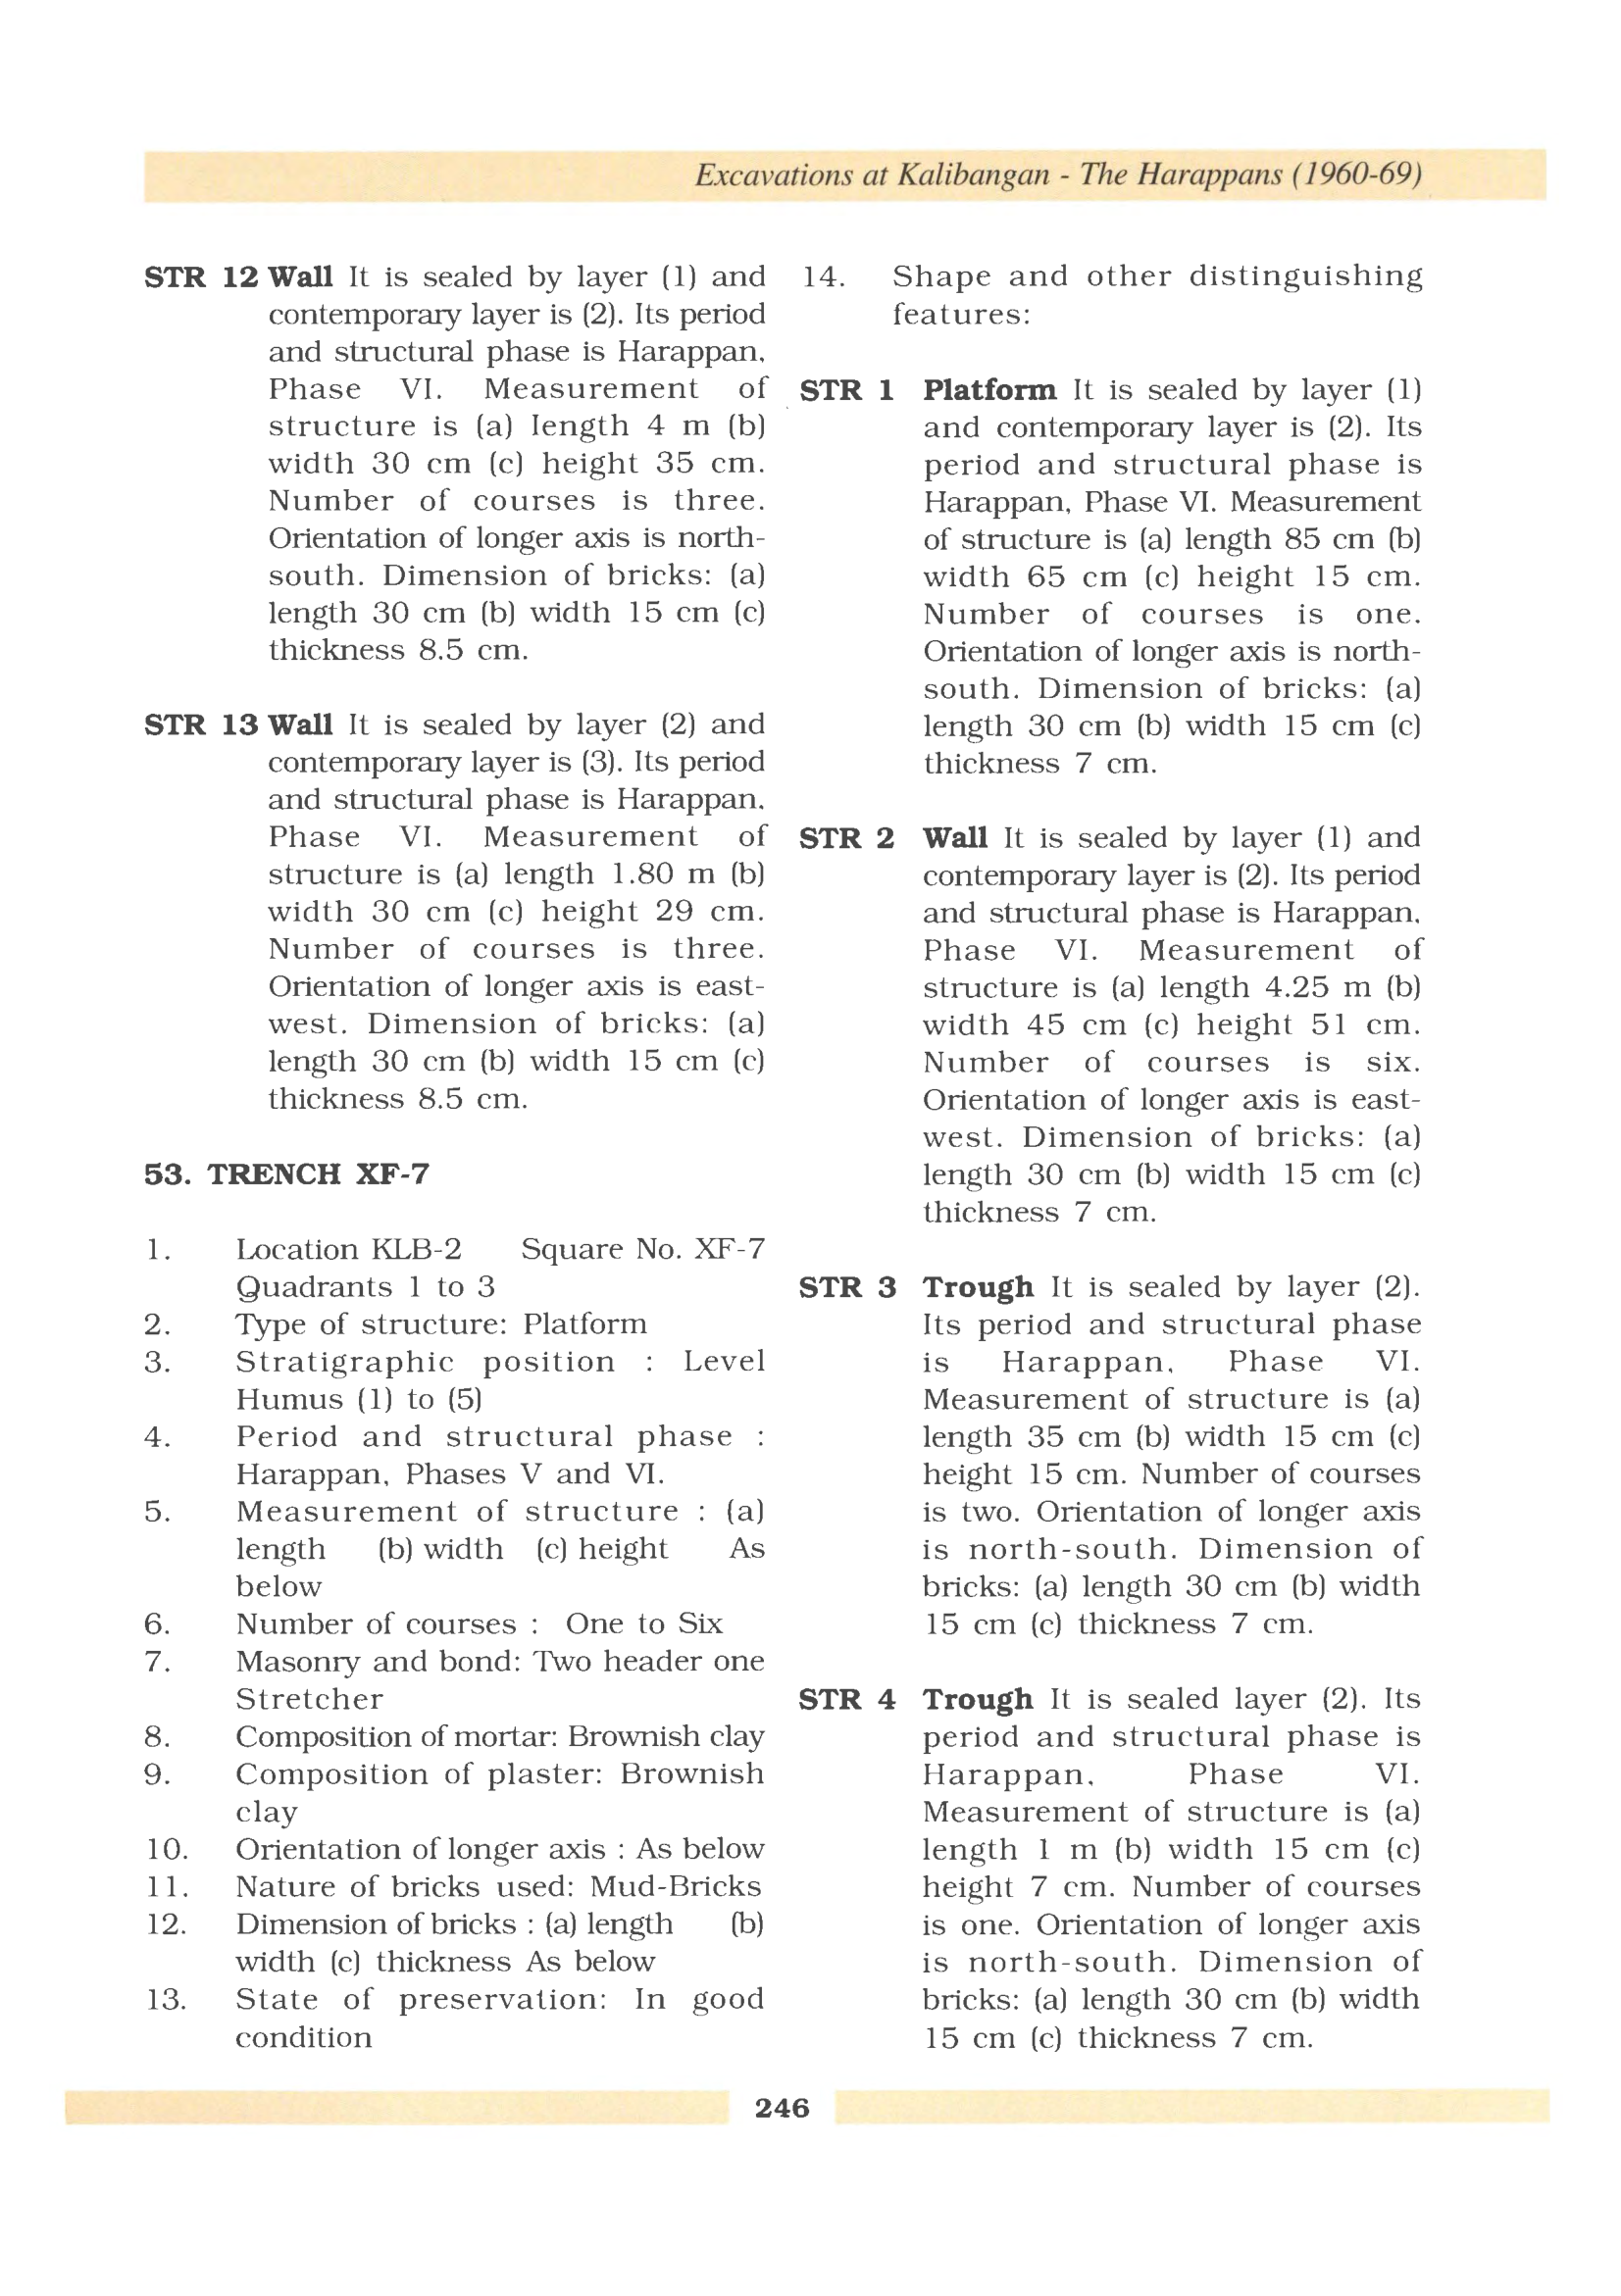 Excavations at Kalibangan - The Harappans (1960-69)
STR 12 Wall It is sealed by layer (1) and
contemporary layer is (2). Its period
and structural phase is Harappan,
Phase VI. Measurement of
structure is (a) length 4 m (b)
width 30 cm (c) height 35 cm.
Number of courses is three.
Orientation of longer axis is north-
south. Dimension of bricks: (a)
length 30 cm (b) width 15 cm (c)
thickness 8.5 cm.
STR 13 Wall It is sealed by layer (2) and
contemporary layer is (3). Its period
and structural phase is Harappan,
Phase VI. Measurement of
structure is (a) length 1.80 m (b)
width 30 cm (c) height 29 cm.
Number of courses is three.
Orientation of longer axis is east-
west. Dimension of bricks: (a)
length 30 cm (b) width 15 cm (c)
thickness 8.5 cm.
53. TRENCH XF-7
1. Location KLB-2 Square No. XF-7
Quadrants 1 to 3
2. Type of structure: Platform
3. Stratigraphic position : Level
Humus (1) to (5)
4. Period and structural phase :
Harappan, Phases V and VI.
5. Measurement of structure : (a)
length (b) width (c) height As
below
6. Number of courses : One to Six
7. Masonry and bond: Two header one
Stretcher
8. Composition of mortar: Brownish clay
9. Composition of plaster: Brownish
clay
10. Orientation of longer axis : As below
11. Nature of bricks used: Mud-Bricks
12. Dimension of bricks : (a) length (b)
width (c) thickness As below
13. State of preservation: In good
condition
14. Shape and other distinguishing
features:
STR 1 Platform It is sealed by layer (1)
and contemporary layer is (2). Its
period and structural phase is
Harappan, Phase VI. Measurement
of structure is (a) length 85 cm (b)
width 65 cm (c) height 15 cm.
Number of courses is one.
Orientation of longer axis is north-
south. Dimension of bricks: (a)
length 30 cm (b) width 15 cm (c)
thickness 7 cm.
STR 2 Wall It is sealed by layer (1) and
contemporary layer is (2). Its period
and structural phase is Harappan,
Phase VI. Measurement of
structure is (a) length 4.25 m (b)
width 45 cm (c) height 51 cm.
Number of courses is six.
Orientation of longer axis is east-
west. Dimension of bricks: (a)
length 30 cm (b) width 15 cm (c)
thickness 7 cm.
STR 3 Trough It is sealed by layer (2).
Its period and structural phase
is Harappan, Phase VI.
Measurement of structure is (a)
length 35 cm (b) width 15 cm (c)
height 15 cm. Number of courses
is two. Orientation of longer axis
is north-south. Dimension of
bricks: (a) length 30 cm (b) width
15 cm (c) thickness 7 cm.
STR 4 Trough It is sealed layer (2). Its
period and structural phase is
Harappan, Phase VI.
Measurement of structure is (a)
length 1 m (b) width 15 cm (c)
height 7 cm. Number of courses
is one. Orientation of longer axis
is north-south. Dimension of
bricks: (a) length 30 cm (b) width
15 cm (c) thickness 7 cm.
246